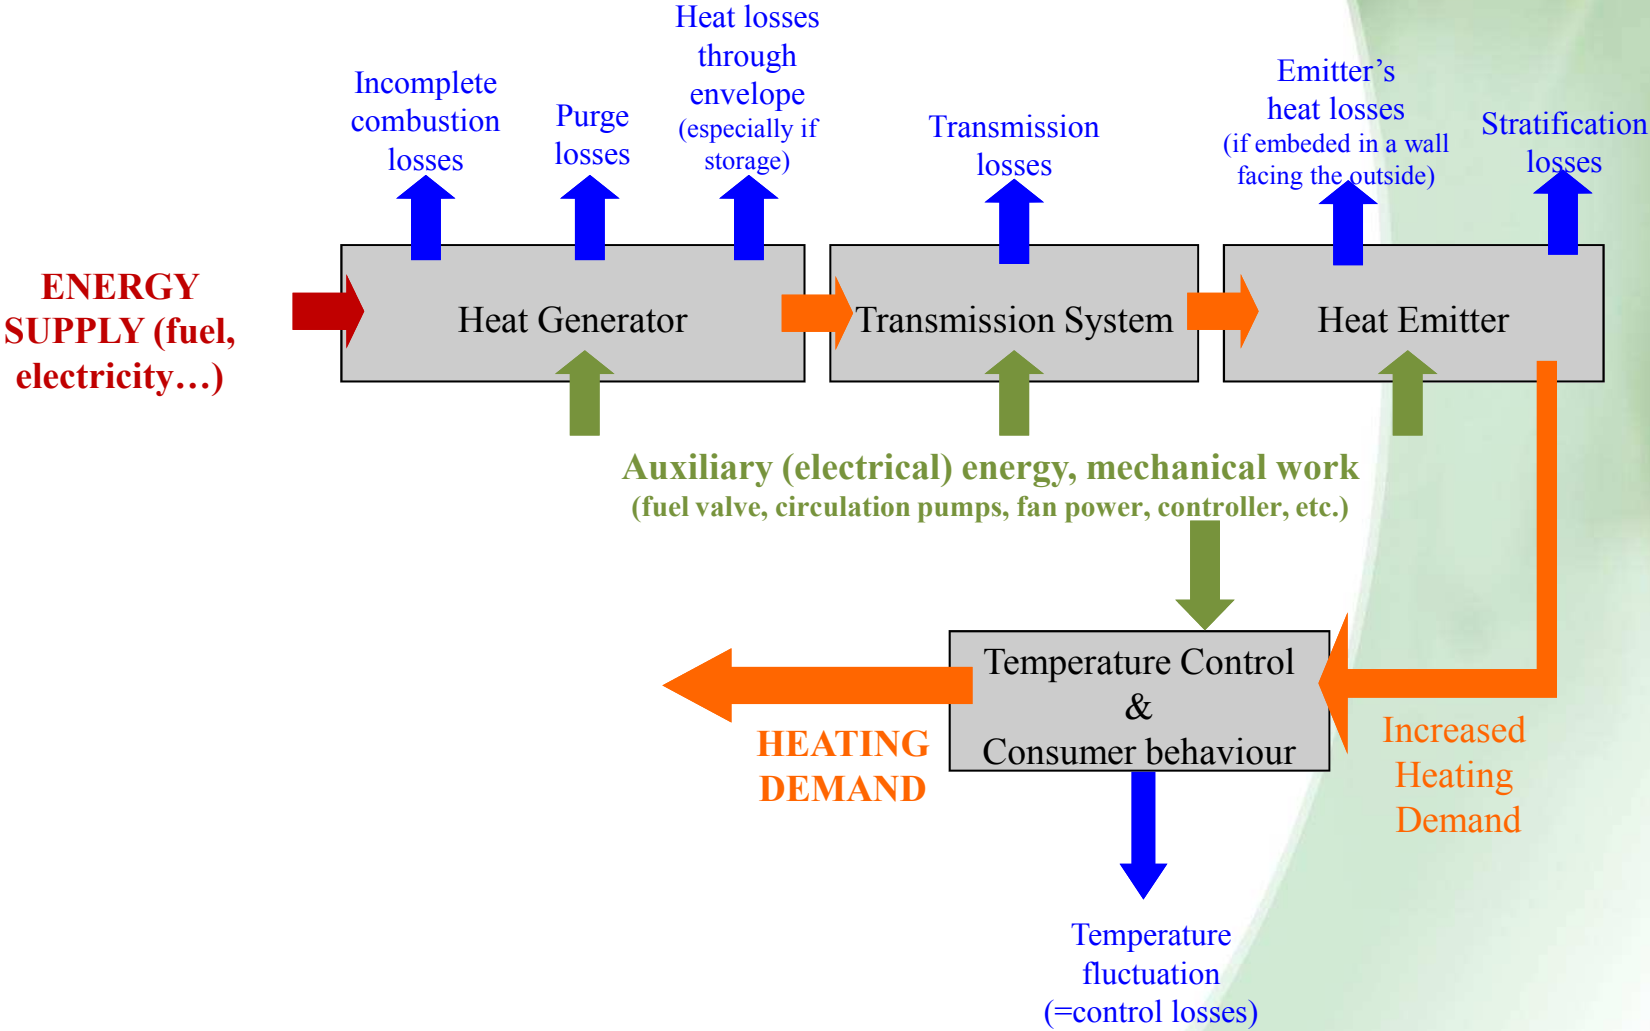 Heat losses
through
envelope
(especially if
storage)
Incomplete
combustion
losses
Purge
losses
Transmission
losses
Emitter’s
heat losses
(if embeded in a wall
facing the outside)
Stratification
losses
ENERGY
SUPPLY (fuel,
electricity…)
Heat Generator
Transmission System
Heat Emitter
Auxiliary (electrical) energy, mechanical work
(fuel valve, circulation pumps, fan power, controller, etc.)
Temperature Control
&
Consumer behaviour
HEATING
DEMAND
Increased
Heating
Demand
Temperature
fluctuation
(=control losses)